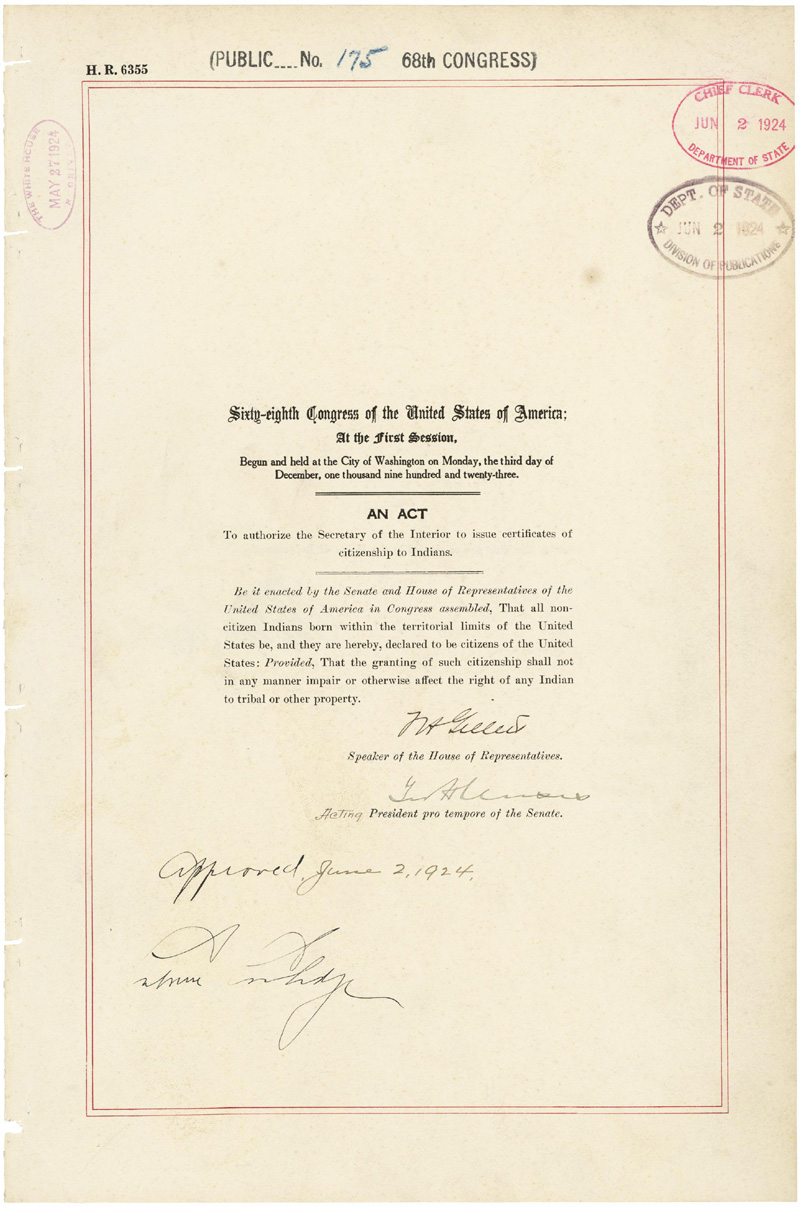 H. R. 6355
(PUBLIC....No. 175 68th CONGRESS)
CHIEF CLERK
JUN 2 1924
DEPARTMENT OF STATE
THE WHITE HOUSE
MAY 27 1924
DEPT. OF STATE
JUN 2 1924
DIVISION OF PUBLICATIONS
Sixty-eighth Congress of the United States of America;
At the First Session,
Begun and held at the City of Washington on Monday, the third day of
December, one thousand nine hundred and twenty-three.
AN ACT
To authorize the Secretary of the Interior to issue certificates of
citizenship to Indians.
Be it enacted by the Senate and House of Representatives of the
United States of America in Congress assembled, That all non-
citizen Indians born within the territorial limits of the United
States be, and they are hereby, declared to be citizens of the United
States: Provided, That the granting of such citizenship shall not
in any manner impair or otherwise affect the right of any Indian
to tribal or other property.
F H Gillett
Speaker of the House of Representatives.
Acting President pro tempore of the Senate.
Approved, June 2, 1924.